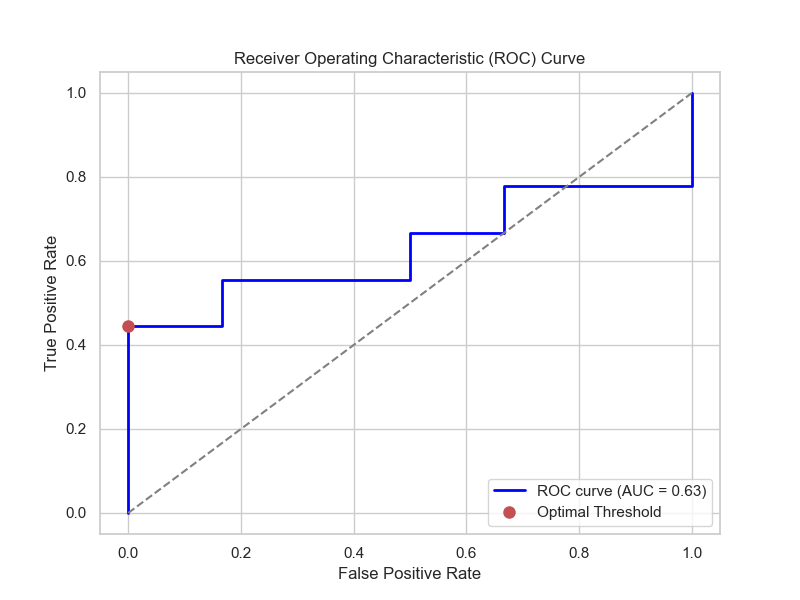 Receiver Operating Characteristic (ROC) Curve
True Positive Rate
1.0
0.8
0.6
0.4
0.2
0.0
ROC curve (AUC = 0.63)
Optimal Threshold
0.0 0.2 0.4 0.6 0.8 1.0
False Positive Rate